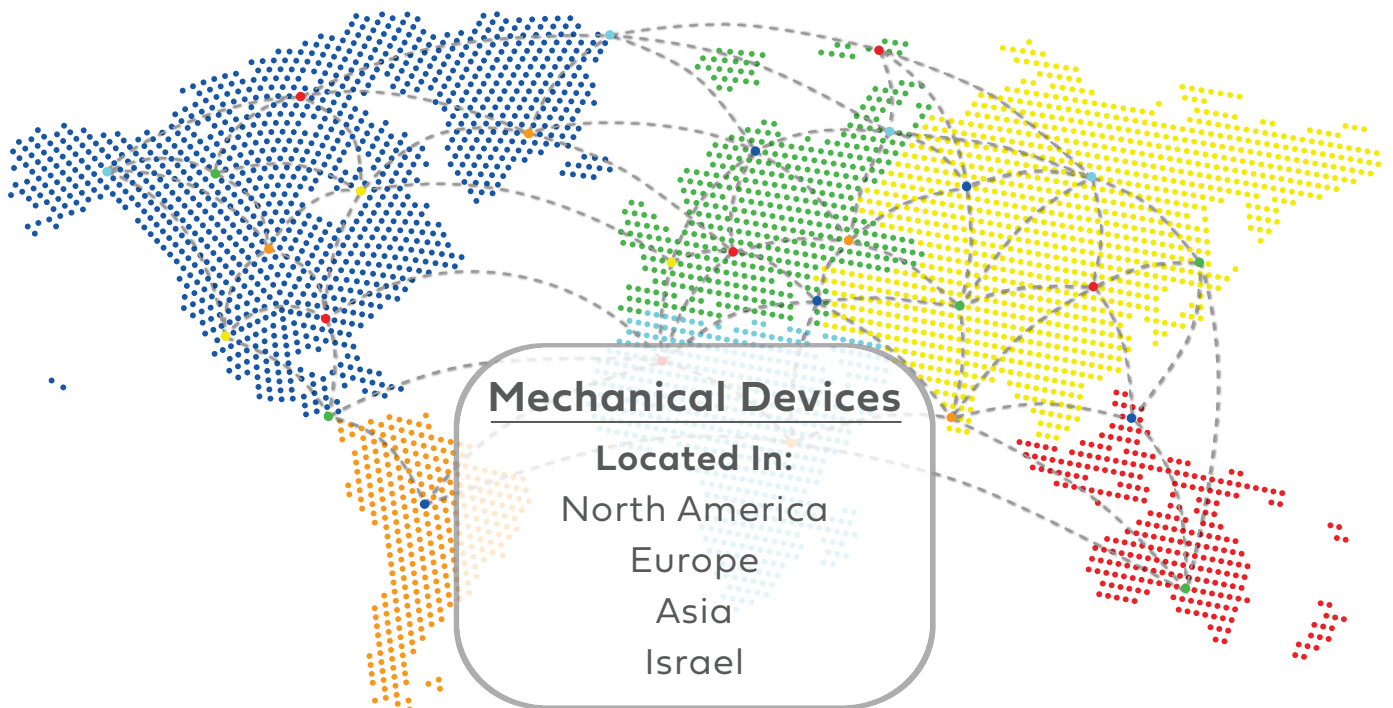 Mechanical Devices
Located In:
North America
Europe
Asia
Israel